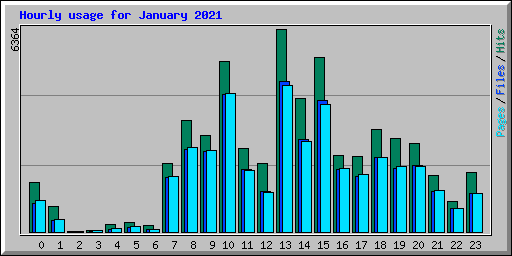 Hourly usage for January 2021
6364
Pages/Files/Hits
0 1 2 3 4 5 6 7 8 9 10 11 12 13 14 15 16 17 18 19 20 21 22 23